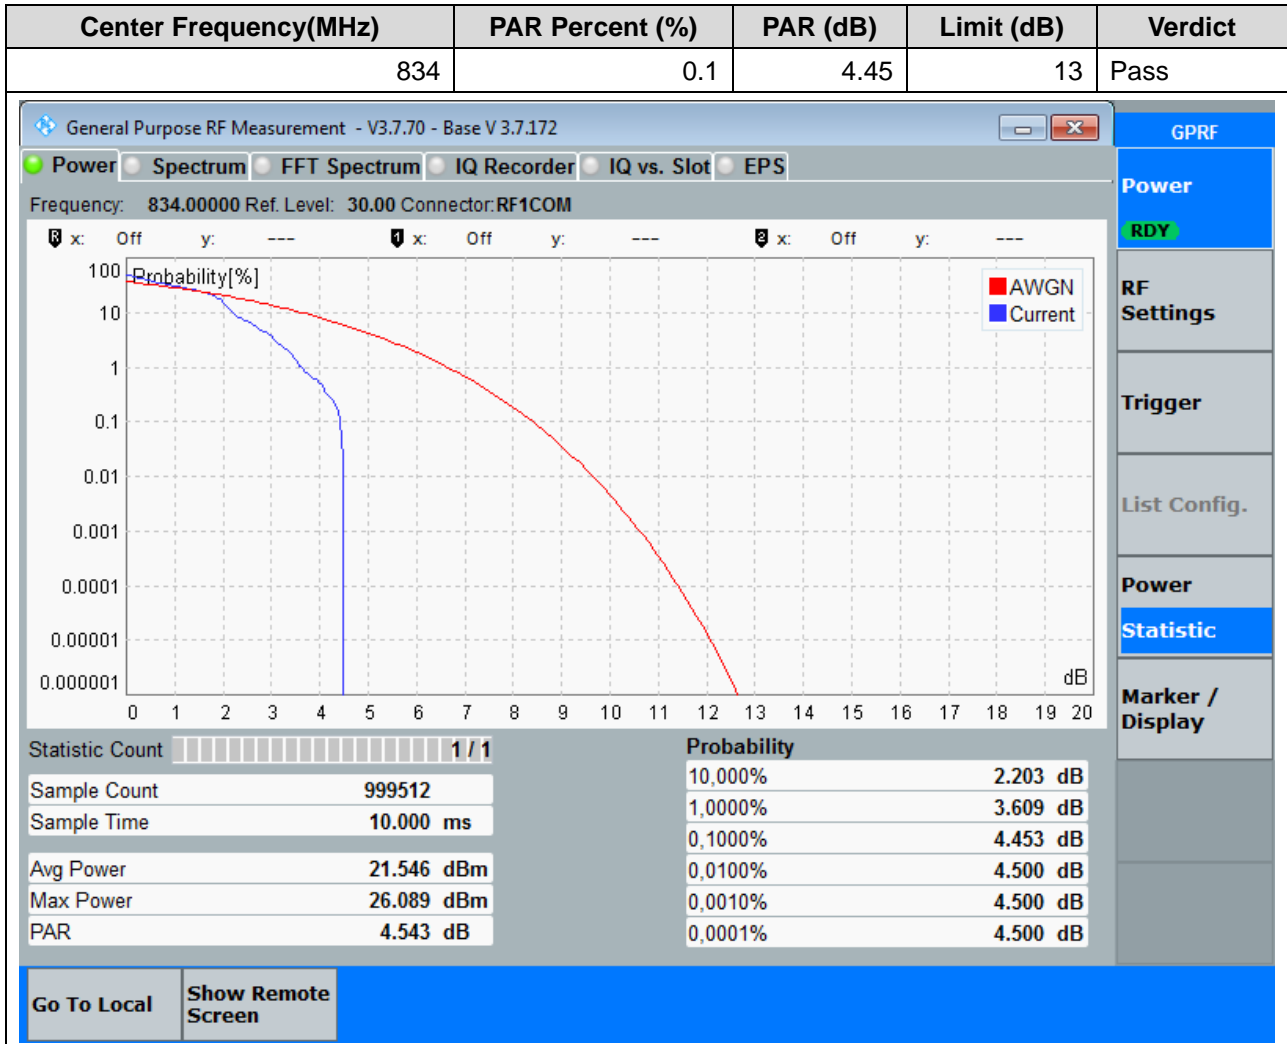 Center Frequency(MHz) PAR Percent (%) PAR (dB) Limit (dB) Verdict
834 0.1 4.45 13 Pass
General Purpose RF Measurement - V3.7.70 - Base V 3.7.172
GPRF
Power Spectrum FFT Spectrum IQ Recorder IQ vs. Slot EPS
Power
RDY
Frequency: 834.00000 Ref. Level: 30.00 Connector:RF1COM
R x: Off y: --- 1 x: Off y: --- 2 x: Off y: ---
Probability[%]
AWGN
Current
100
10
1
0.1
0.01
0.001
0.0001
0.00001
0.000001
dB
0 1 2 3 4 5 6 7 8 9 10 11 12 13 14 15 16 17 18 19 20
RF
Settings
Trigger
List Config.
Power
Statistic
Marker /
Display
Statistic Count 1 / 1
Sample Count 999512
Sample Time 10.000 ms
Avg Power 21.546 dBm
Max Power 26.089 dBm
PAR 4.543 dB
Probability
10,000% 2.203 dB
1,0000% 3.609 dB
0,1000% 4.453 dB
0,0100% 4.500 dB
0,0010% 4.500 dB
0,0001% 4.500 dB
Go To Local
Show Remote
Screen